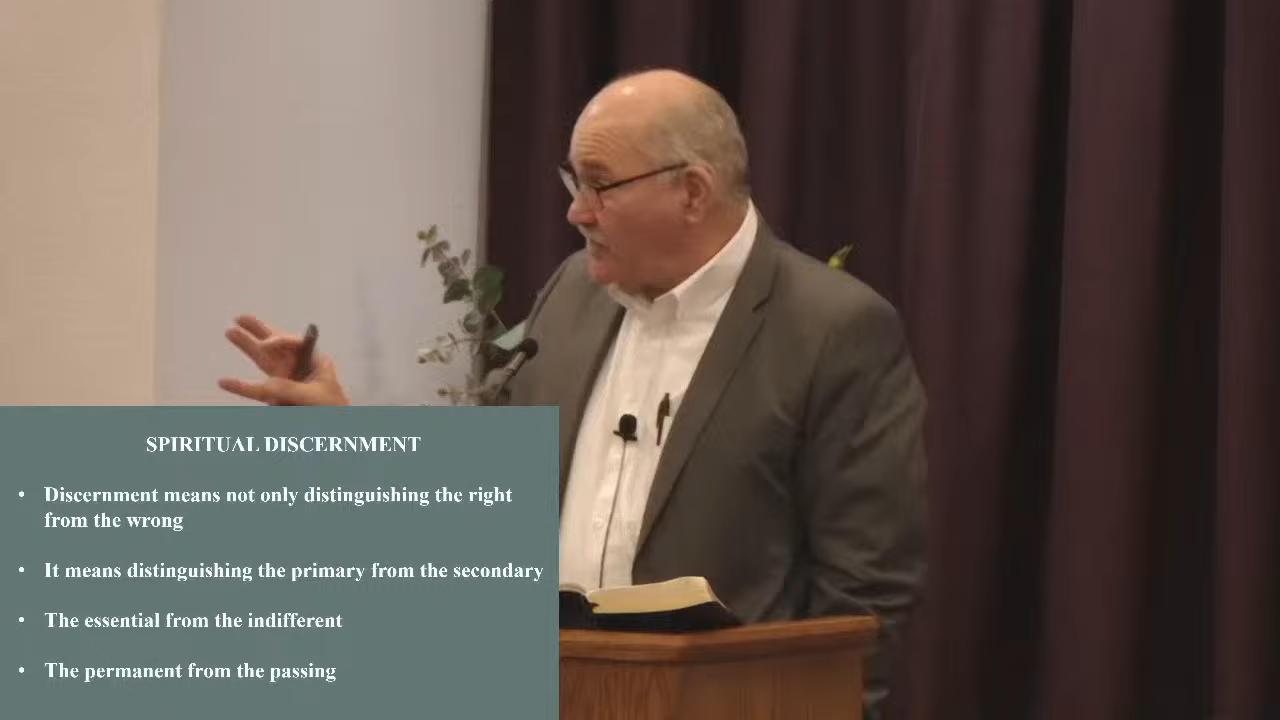 SPIRITUAL DISCERNMENT
• Discernment means not only distinguishing the right
from the wrong
• It means distinguishing the primary from the secondary
• The essential from the indifferent
• The permanent from the passing